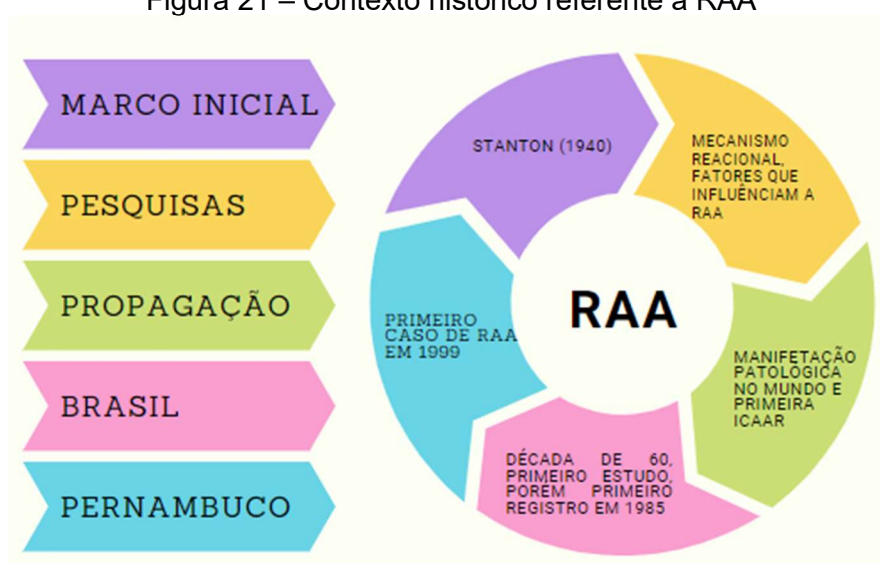 Figura 21 – Contexto histórico referente a RAA
MARCO INICIAL
PESQUISAS
PROPAGAÇÃO
BRASIL
PERNAMBUCO
STANTON (1940)
MECANISMO
REACIONAL,
FATORES QUE
INFLUÊNCIAM A
RAA
MANIFETAÇÃO
PATOLÓGICA
NO MUNDO E
PRIMEIRA
ICAAR
DÉCADA DE 60,
PRIMEIRO ESTUDO,
PORÉM PRIMEIRO
REGISTRO EM 1985
PRIMEIRO
CASO DE RAA
EM 1999
RAA